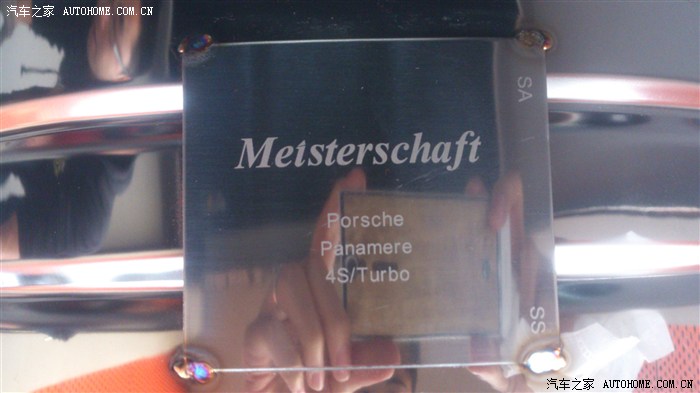 汽车之家 AUTOHOME.COM.CN
SA
Meisterschaft
Porsche
Panamere
4S/Turbo
SS
汽车之家 AUTOHOME.COM.CN